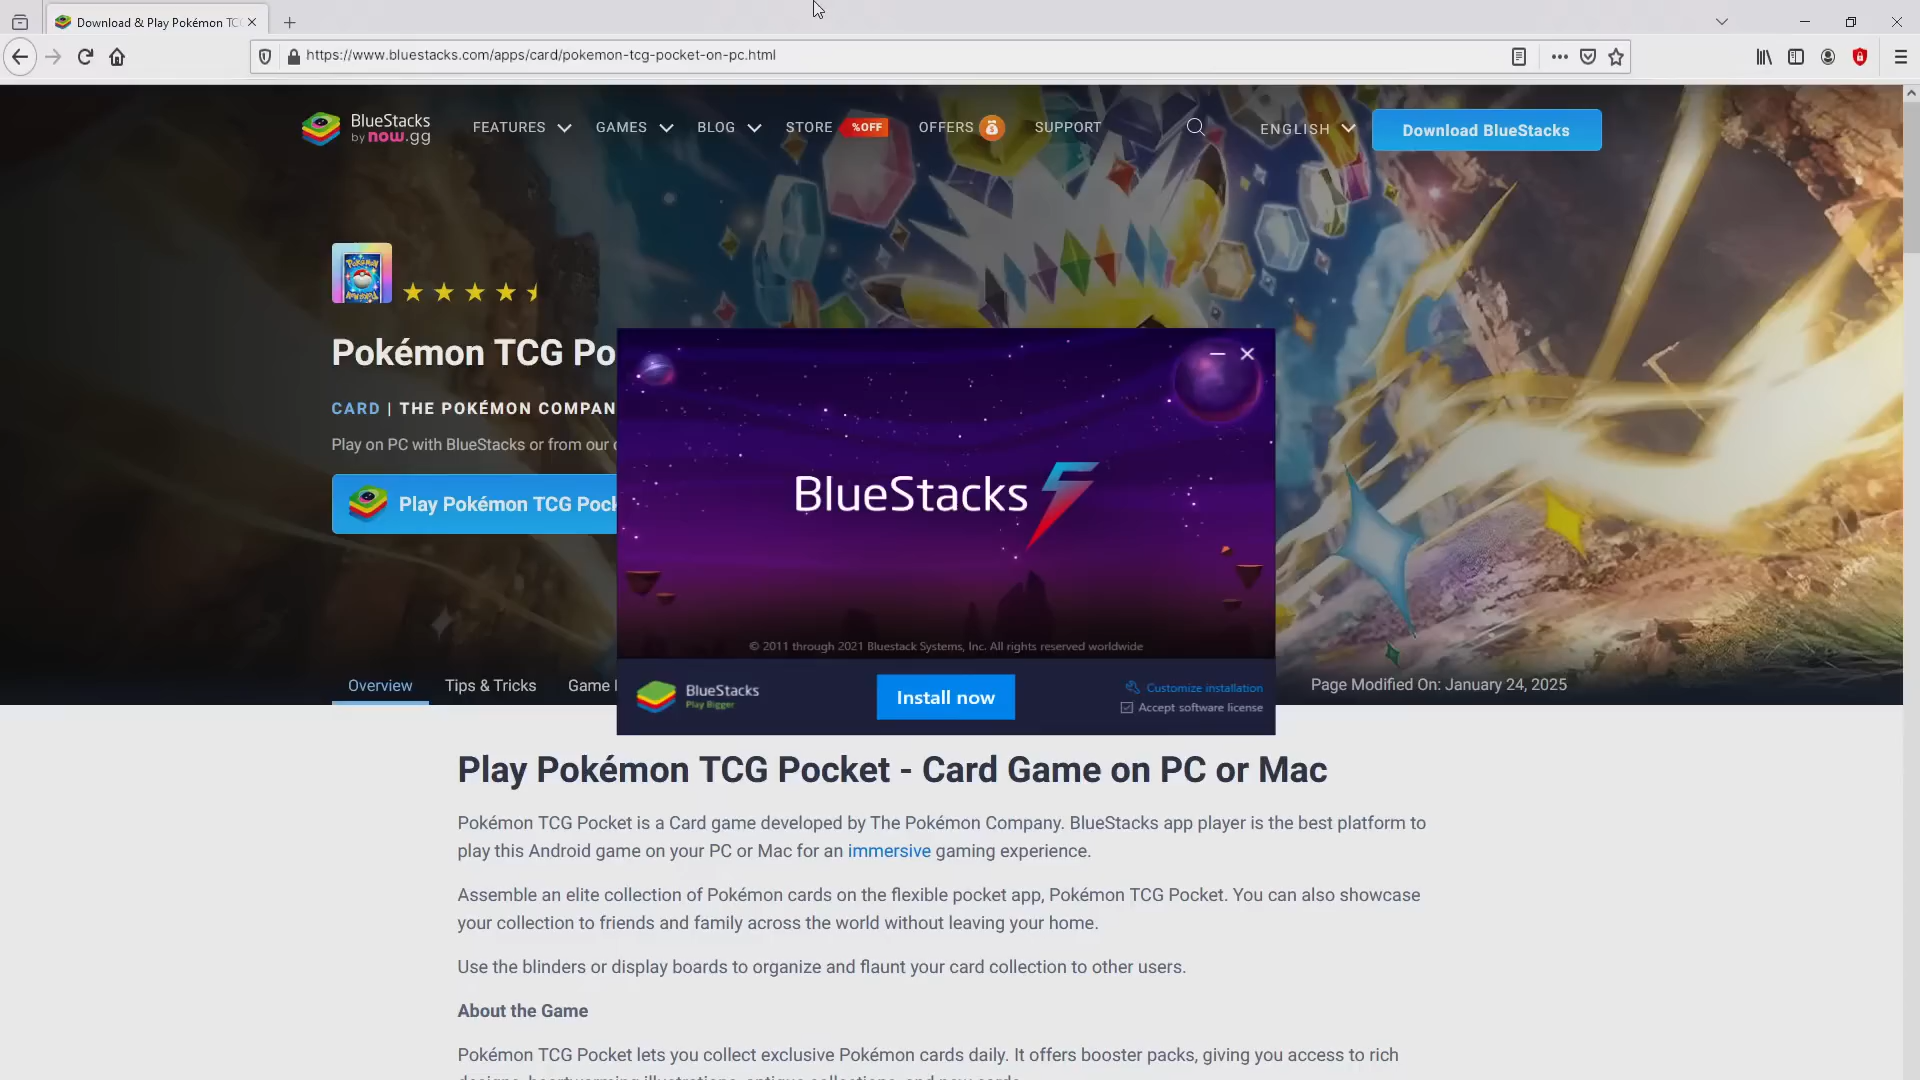 Download & Play Pokémon TC
https://www.bluestacks.com/apps/card/pokemon-tcg-pocket-on-pc.html
BlueStacks
by now.gg
FEATURES
GAMES
BLOG
STORE
%OFF
OFFERS
SUPPORT
ENGLISH
Download BlueStacks
Pokémon TCG Po
CARD | THE POKÉMON COMPAN
Play on PC with BlueStacks or from our
Play Pokémon TCG Pock
BlueStacks 5
© 2011 through 2021 Bluestack Systems, Inc. All rights reserved worldwide
BlueStacks
Play Bigger
Install now
Customize installation
Accept software license
Overview
Tips & Tricks
Game
Page Modified On: January 24, 2025
Play Pokémon TCG Pocket - Card Game on PC or Mac
Pokémon TCG Pocket is a Card game developed by The Pokémon Company. BlueStacks app player is the best platform to
play this Android game on your PC or Mac for an immersive gaming experience.
Assemble an elite collection of Pokémon cards on the flexible pocket app, Pokémon TCG Pocket. You can also showcase
your collection to friends and family across the world without leaving your home.
Use the blinders or display boards to organize and flaunt your card collection to other users.
About the Game
Pokémon TCG Pocket lets you collect exclusive Pokémon cards daily. It offers booster packs, giving you access to rich